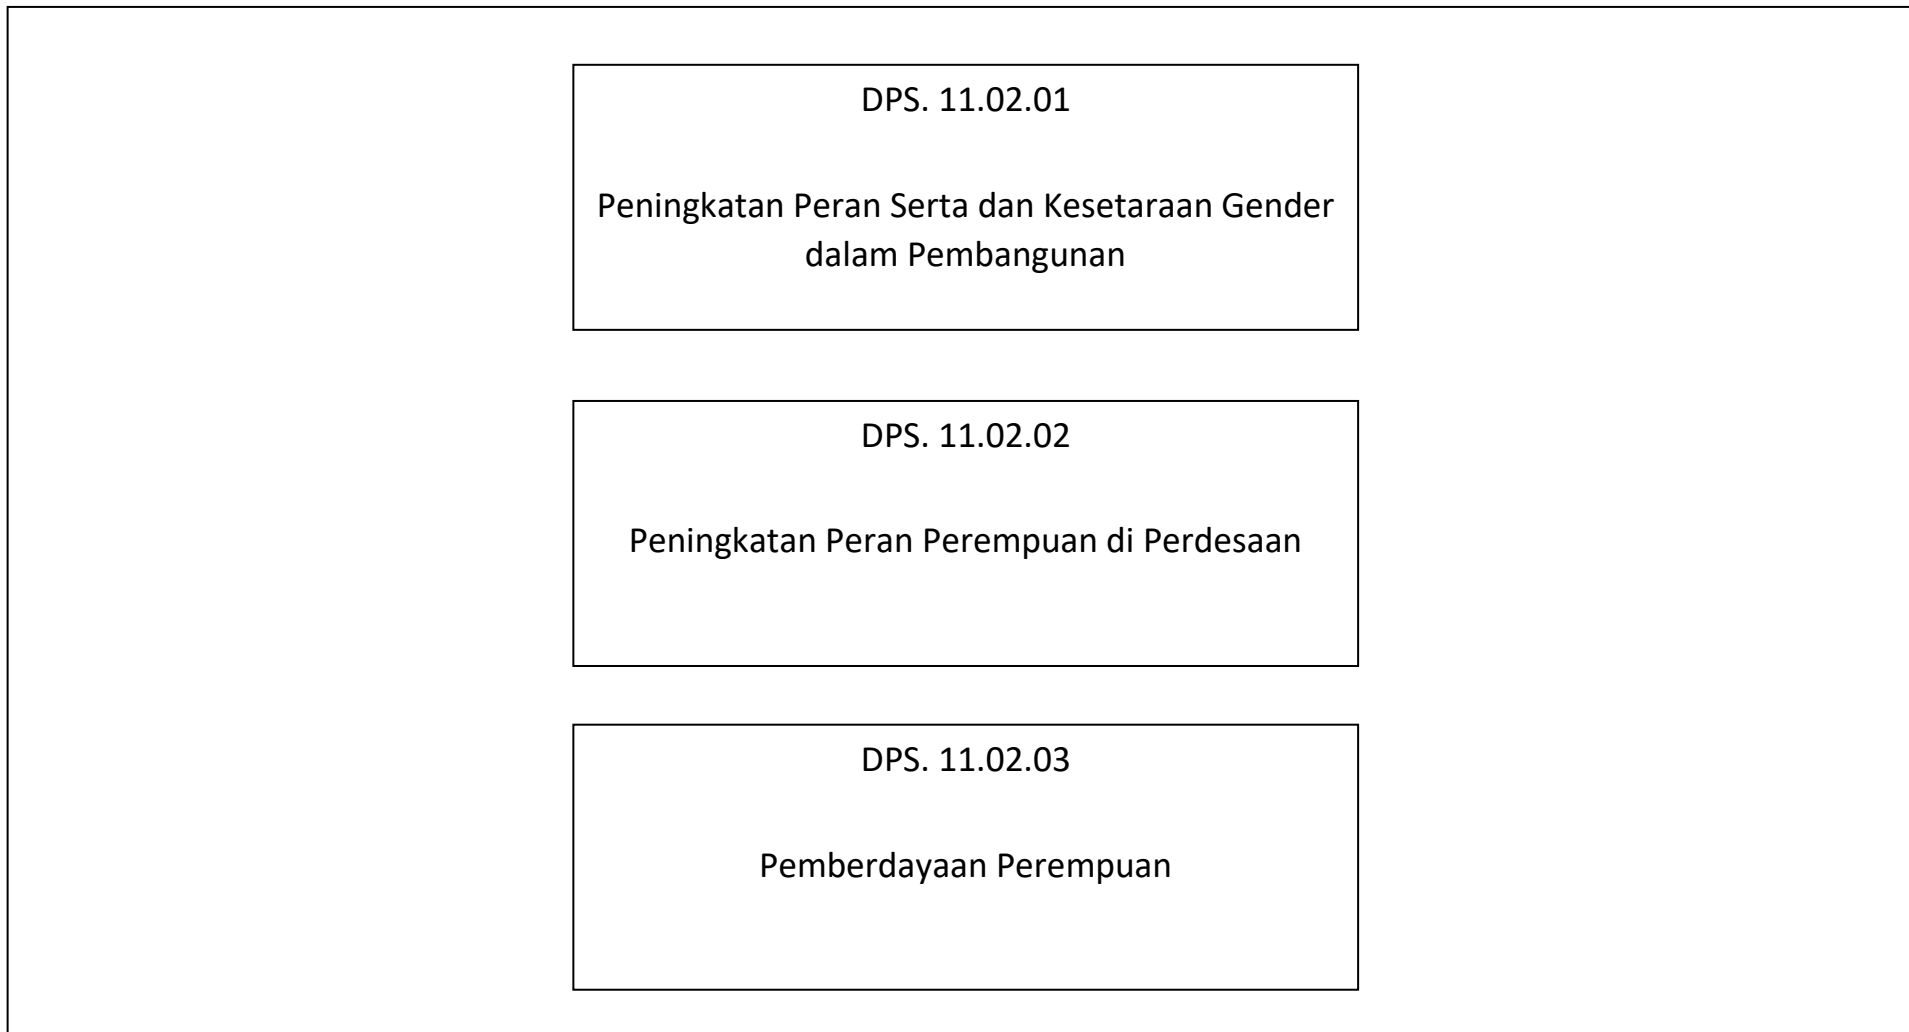 DPS. 11.02.01
Peningkatan Peran Serta dan Kesetaraan Gender
dalam Pembangunan
DPS. 11.02.02
Peningkatan Peran Perempuan di Perdesaan
DPS. 11.02.03
Pemberdayaan Perempuan